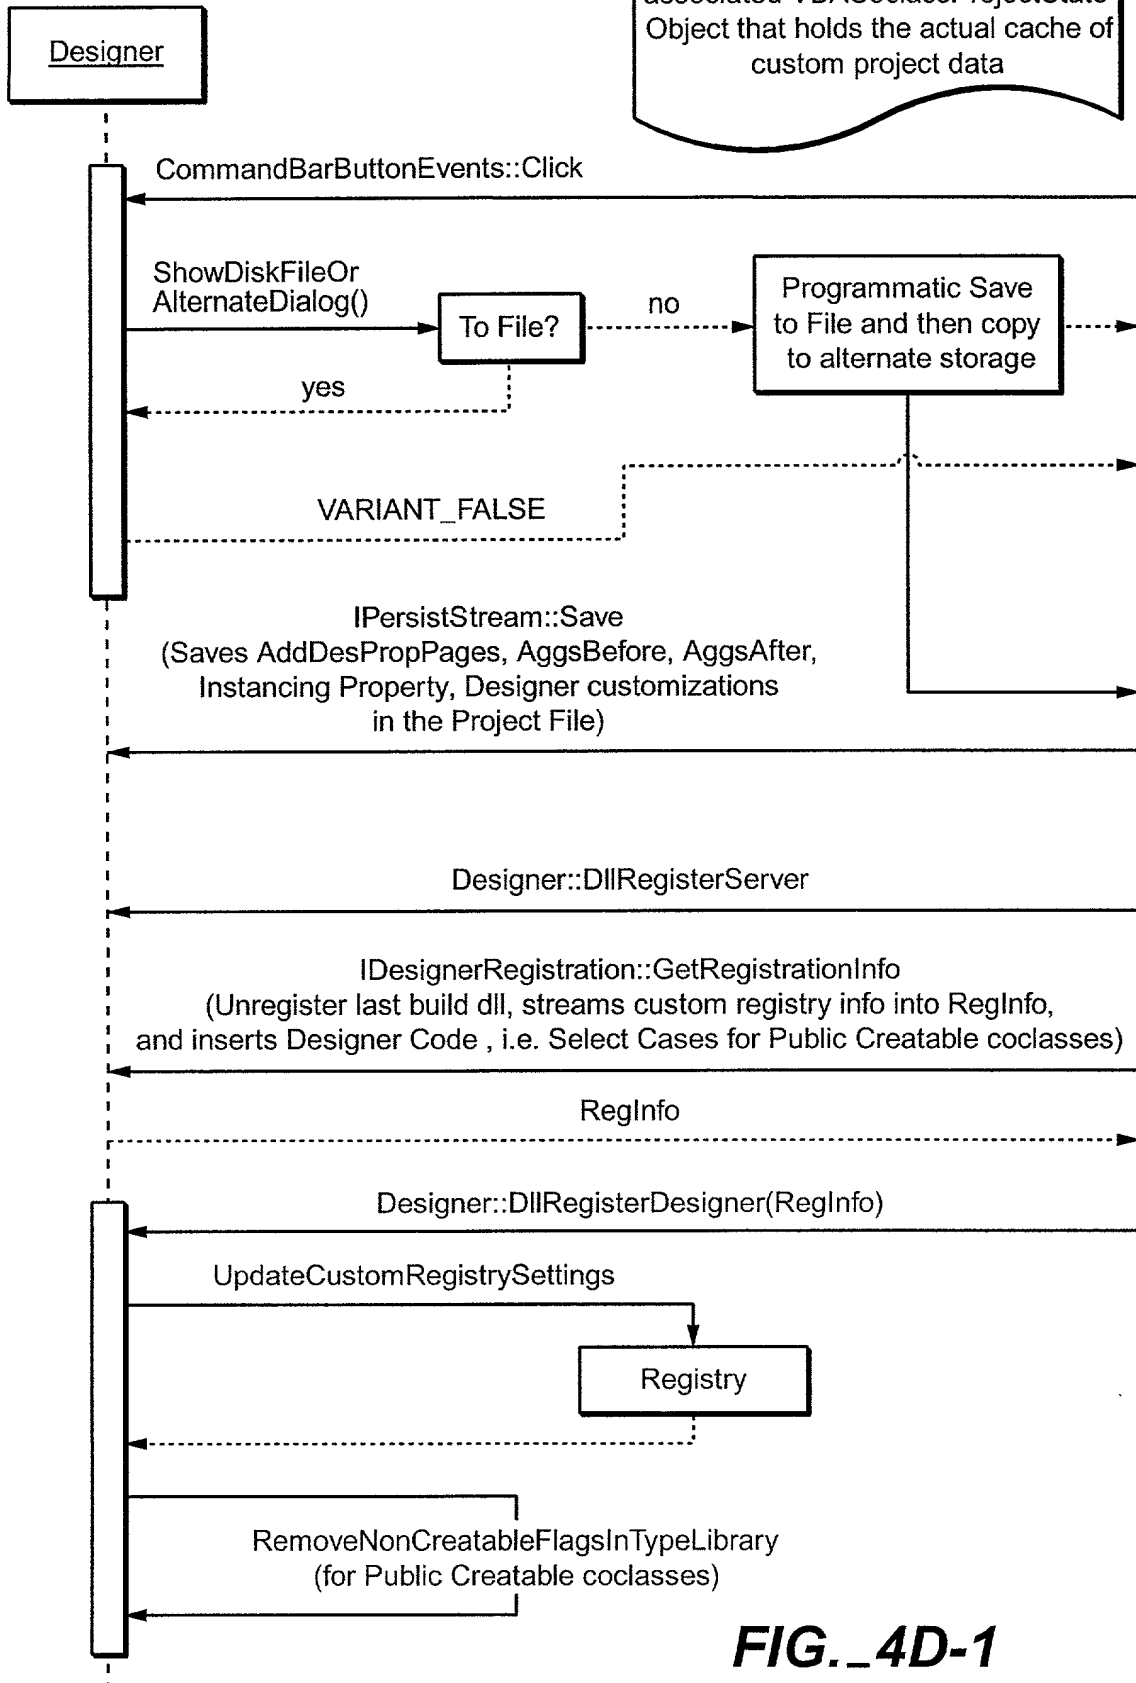 Designer
Object that holds the actual cache of
custom project data
CommandBarButtonEvents::Click
ShowDiskFileOr
AlternateDialog()
To File?
no
Programmatic Save
to File and then copy
to alternate storage
yes
VARIANT_FALSE
IPersistStream::Save
(Saves AddDesPropPages, AggsBefore, AggsAfter,
Instancing Property, Designer customizations
in the Project File)
Designer::DllRegisterServer
IDesignerRegistration::GetRegistrationInfo
(Unregister last build dll, streams custom registry info into RegInfo,
and inserts Designer Code , i.e. Select Cases for Public Creatable coclasses)
RegInfo
Designer::DllRegisterDesigner(RegInfo)
UpdateCustomRegistrySettings
Registry
RemoveNonCreatableFlagsInTypeLibrary
(for Public Creatable coclasses)
FIG._4D-1